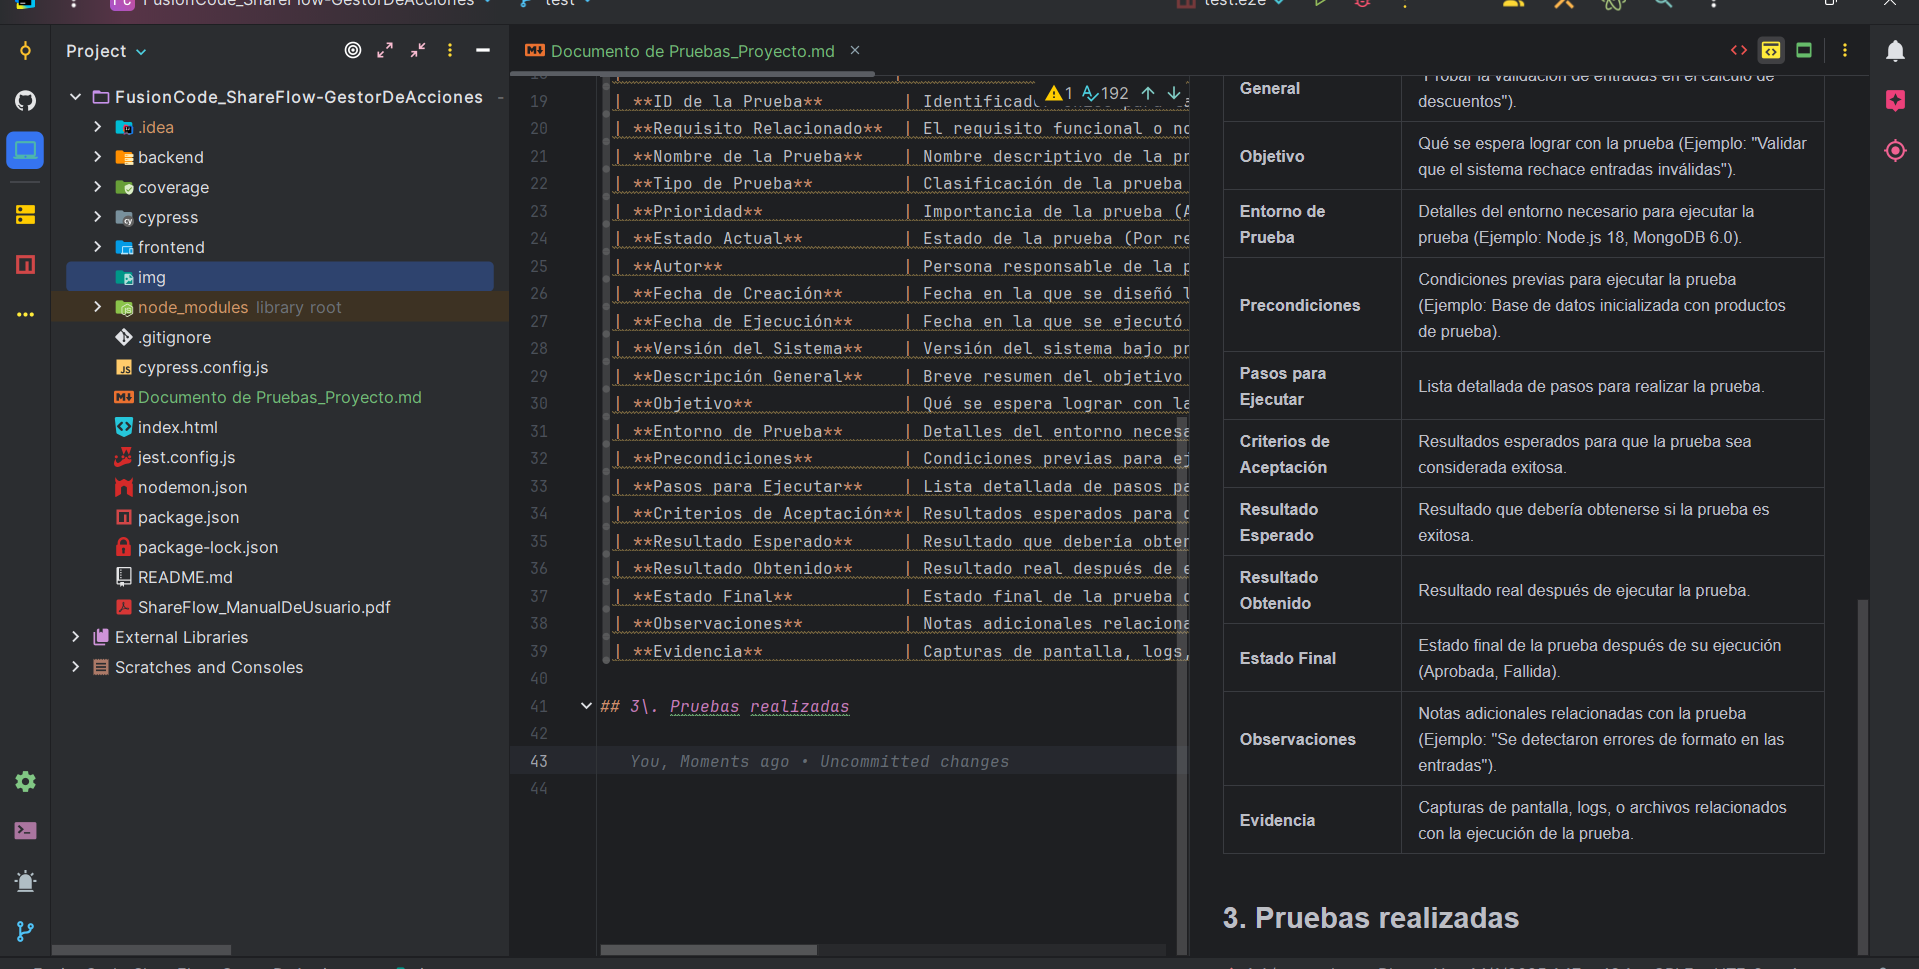 FusionCode_ShareFlow-GestorDeAcciones
test
test.eze
Project
Documento de Pruebas_Proyecto.md
FusionCode_ShareFlow-GestorDeAcciones
.idea
backend
coverage
cypress
frontend
img
node_modules library root
.gitignore
cypress.config.js
Documento de Pruebas_Proyecto.md
index.html
jest.config.js
nodemon.json
package.json
package-lock.json
README.md
ShareFlow_ManualDeUsuario.pdf
External Libraries
Scratches and Consoles
1 192
19 | **ID de la Prueba** | Identificad
20 | **Requisito Relacionado** | El requisito funcional o no
21 | **Nombre de la Prueba** | Nombre descriptivo de la pr
22 | **Tipo de Prueba** | Clasificación de la prueba
23 | **Prioridad** | Importancia de la prueba (A
24 | **Estado Actual** | Estado de la prueba (Por re
25 | **Autor** | Persona responsable de la p
26 | **Fecha de Creación** | Fecha en la que se diseñó l
27 | **Fecha de Ejecución** | Fecha en la que se ejecutó
28 | **Versión del Sistema** | Versión del sistema bajo pr
29 | **Descripción General** | Breve resumen del objetivo
30 | **Objetivo** | Qué se espera lograr con la
31 | **Entorno de Prueba** | Detalles del entorno necesa
32 | **Precondiciones** | Condiciones previas para ej
33 | **Pasos para Ejecutar** | Lista detallada de pasos pa
34 | **Criterios de Aceptación**| Resultados esperados para q
35 | **Resultado Esperado** | Resultado que debería obten
36 | **Resultado Obtenido** | Resultado real después de e
37 | **Estado Final** | Estado final de la prueba d
38 | **Observaciones** | Notas adicionales relaciona
39 | **Evidencia** | Capturas de pantalla, logs,
40
41 ## 3\. Pruebas realizadas
42
43 You, Moments ago • Uncommitted changes
44
General
"Probar la validación de entradas en el cálculo de
descuentos").
Objetivo
Qué se espera lograr con la prueba (Ejemplo: "Validar
que el sistema rechace entradas inválidas").
Entorno de
Prueba
Detalles del entorno necesario para ejecutar la
prueba (Ejemplo: Node.js 18, MongoDB 6.0).
Precondiciones
Condiciones previas para ejecutar la prueba
(Ejemplo: Base de datos inicializada con productos
de prueba).
Pasos para
Ejecutar
Lista detallada de pasos para realizar la prueba.
Criterios de
Aceptación
Resultados esperados para que la prueba sea
considerada exitosa.
Resultado
Esperado
Resultado que debería obtenerse si la prueba es
exitosa.
Resultado
Obtenido
Resultado real después de ejecutar la prueba.
Estado Final
Estado final de la prueba después de su ejecución
(Aprobada, Fallida).
Observaciones
Notas adicionales relacionadas con la prueba
(Ejemplo: "Se detectaron errores de formato en las
entradas").
Evidencia
Capturas de pantalla, logs, o archivos relacionados
con la ejecución de la prueba.
3. Pruebas realizadas